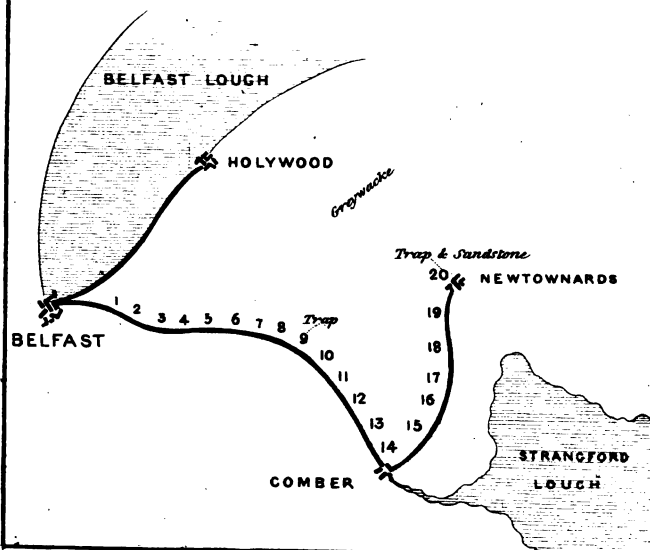 BELFAST LOUGH
HOLYWOOD
Greywacke
Trap & Sandstone
20 NEWTOWNARDS
1
2
3 4 5 6 7 8 9 Trap
10
11
12
13
14
15
16
17
18
19
BELFAST
COMBER
STRANGFORD
LOUGH